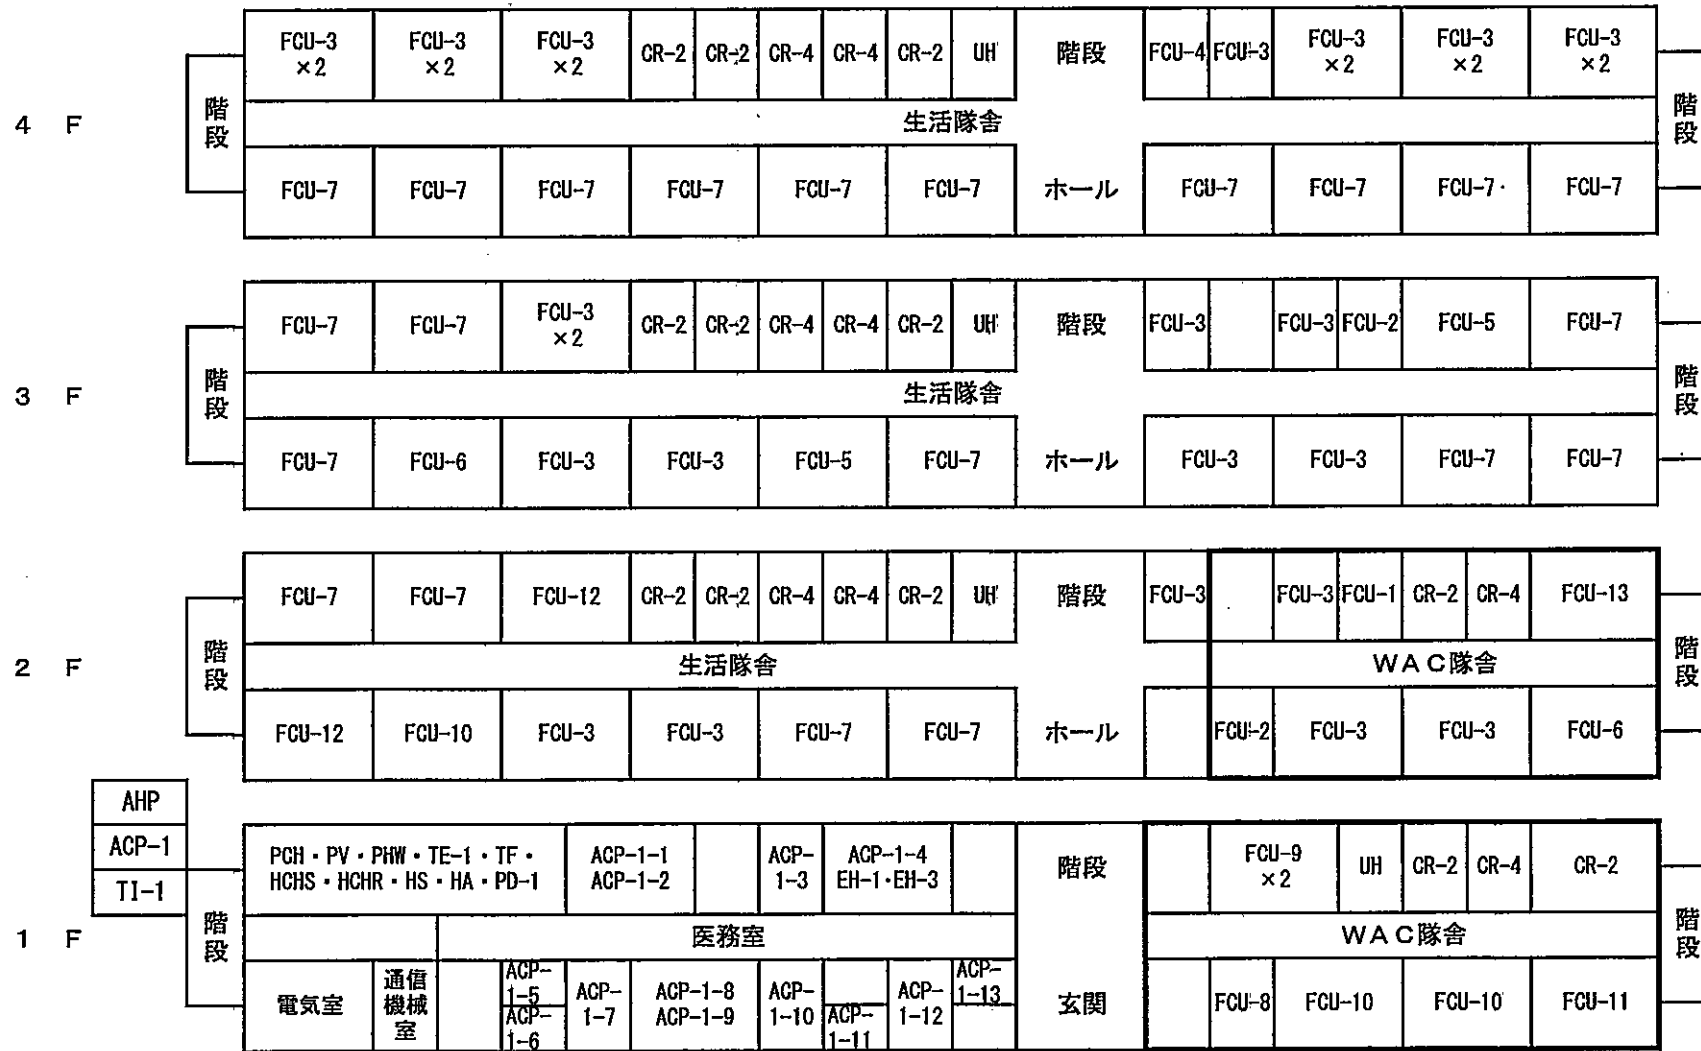 4 F
階段
FCU-3 ×2
FCU-3 ×2
FCU-3 ×2
CR-2
CR-2
CR-4
CR-4
CR-2
UH
階段
FCU-4
FCU-3
FCU-3 ×2
FCU-3 ×2
FCU-3 ×2
階段
生活隊舎
FCU-7
FCU-7
FCU-7
FCU-7
FCU-7
FCU-7
ホール
FCU-7
FCU-7
FCU-7
FCU-7
3 F
階段
FCU-7
FCU-7
FCU-3 ×2
CR-2
CR-2
CR-4
CR-4
CR-2
UH
階段
FCU-3
FCU-3
FCU-2
FCU-5
FCU-7
階段
生活隊舎
FCU-7
FCU-6
FCU-3
FCU-3
FCU-5
FCU-7
ホール
FCU-3
FCU-3
FCU-7
FCU-7
2 F
階段
FCU-7
FCU-7
FCU-12
CR-2
CR-2
CR-4
CR-4
CR-2
UH
階段
FCU-3
FCU-3
FCU-1
CR-2
CR-4
FCU-13
階段
生活隊舎
WAC隊舎
FCU-12
FCU-10
FCU-3
FCU-3
FCU-7
FCU-7
ホール
FCU-2
FCU-3
FCU-3
FCU-6
AHP
ACP-1
TI-1
1 F
階段
PCH・PV・PHW・TE-1・TF・
HCHS・HCHR・HS・HA・PD-1
ACP-1-1
ACP-1-2
ACP-1-3
ACP-1-4
EH-1・EH-3
階段
FCU-9 ×2
UH
CR-2
CR-4
CR-2
階段
医務室
WAC隊舎
電気室
通信機械室
ACP-1-5
ACP-1-6
ACP-1-7
ACP-1-8
ACP-1-9
ACP-1-10
ACP-1-11
ACP-1-12
ACP-1-13
玄関
FCU-8
FCU-10
FCU-10
FCU-11